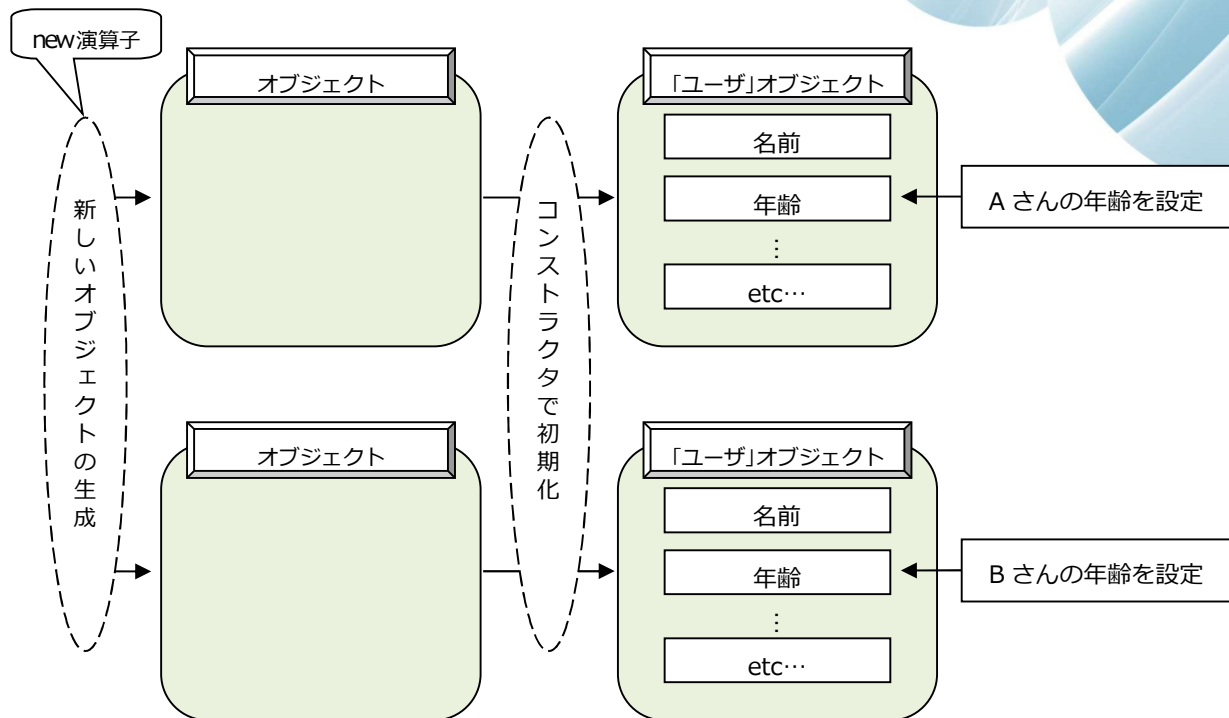 new演算子
新しいオブジェクトの生成
オブジェクト
コンストラクタで初期化
「ユーザ」オブジェクト
名前
年齢
⋮
etc…
A さんの年齢を設定
オブジェクト
「ユーザ」オブジェクト
名前
年齢
⋮
etc…
B さんの年齢を設定